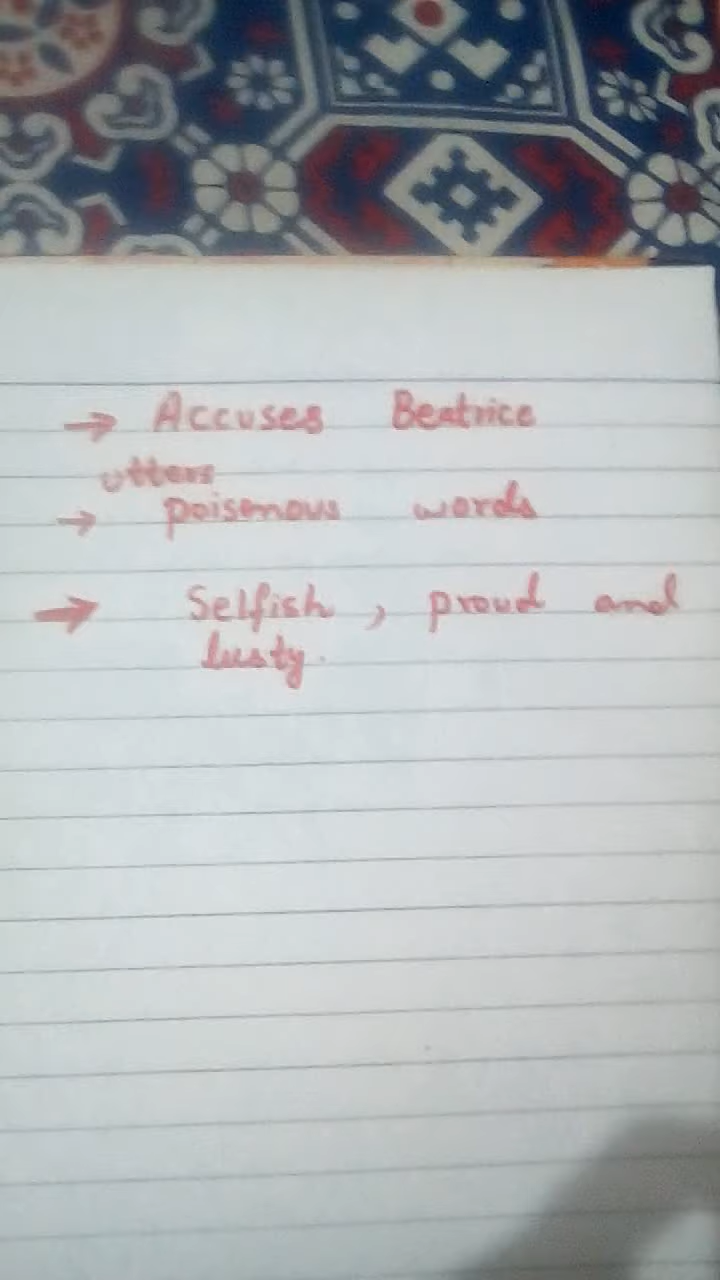 → Accuses Beatrice
utters
→ poisonous words
→ Selfish, proud and
lusty.